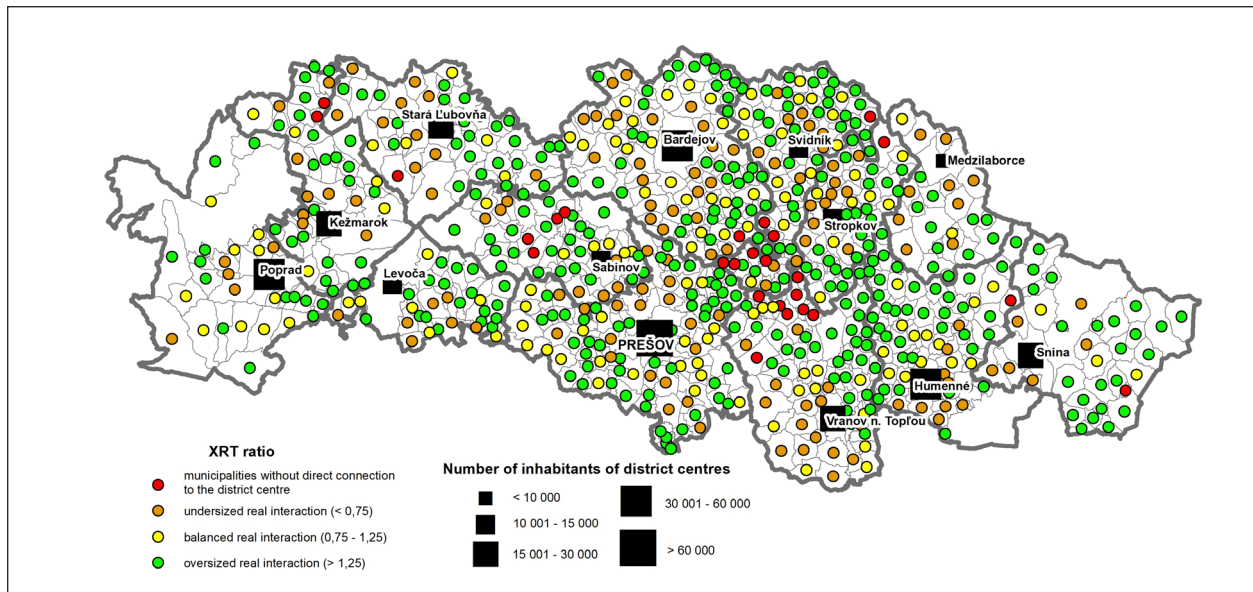 Stará Ľubovňa
Bardejov
Svidník
Medzilaborce
Kežmarok
Stropkov
Poprad
Levoča
Sabinov
PREŠOV
Snina
Humenné
Vranov n. Topľou
XRT ratio
municipalities without direct connection
to the district centre
undersized real interaction (< 0,75)
balanced real interaction (0,75 - 1,25)
oversized real interaction (> 1,25)
Number of inhabitants of district centres
< 10 000
10 001 - 15 000
15 001 - 30 000
30 001 - 60 000
> 60 000